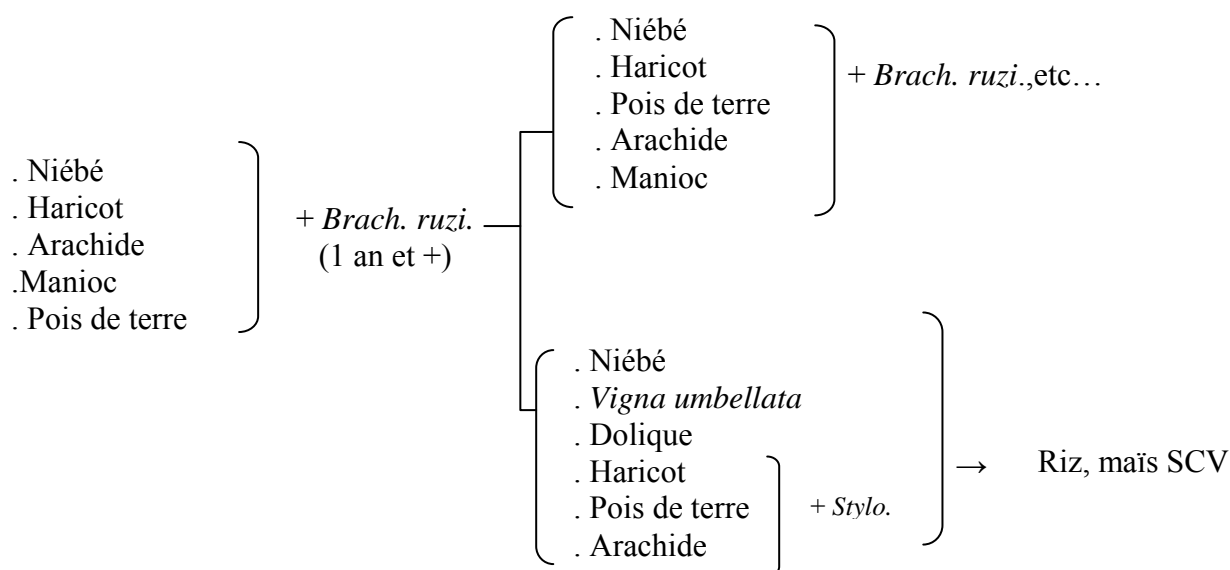 . Niébé
. Haricot
. Arachide
.Manioc
. Pois de terre
+ Brach. ruzi.
(1 an et +)
. Niébé
. Haricot
. Pois de terre
. Arachide
. Manioc
+ Brach. ruzi.,etc…
. Niébé
. Vigna umbellata
. Dolique
. Haricot
. Pois de terre
. Arachide
+ Stylo.
→ Riz, maïs SCV